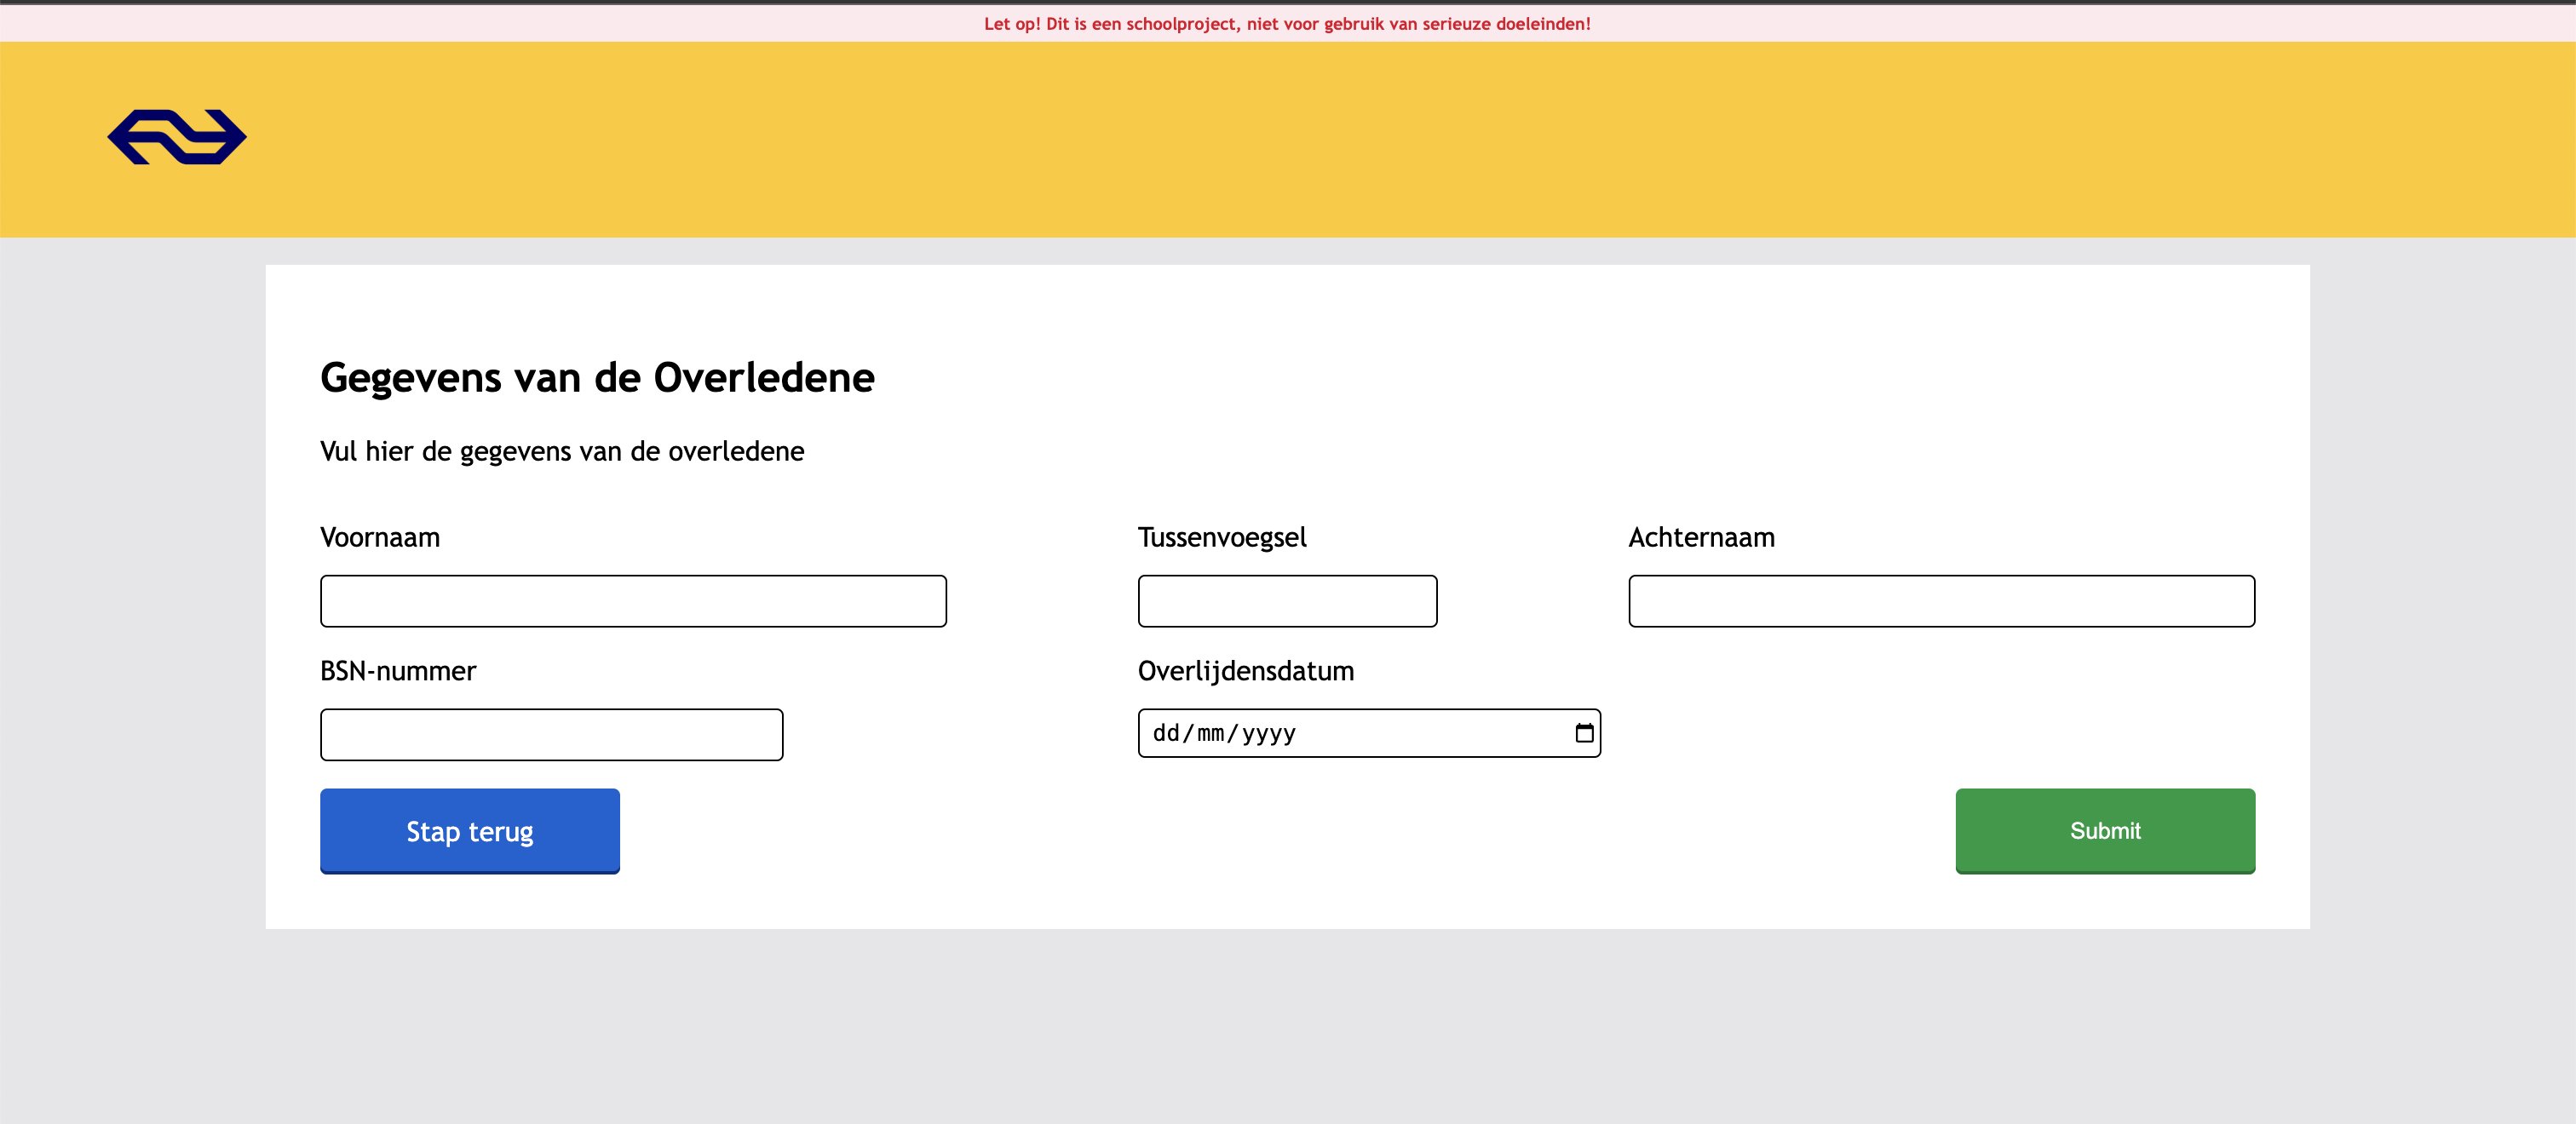 Let op! Dit is een schoolproject, niet voor gebruik van serieuze doeleinden!
Gegevens van de Overledene
Vul hier de gegevens van de overledene
Voornaam
Tussenvoegsel
Achternaam
BSN-nummer
Overlijdensdatum
dd/mm/yyyy
Stap terug
Submit